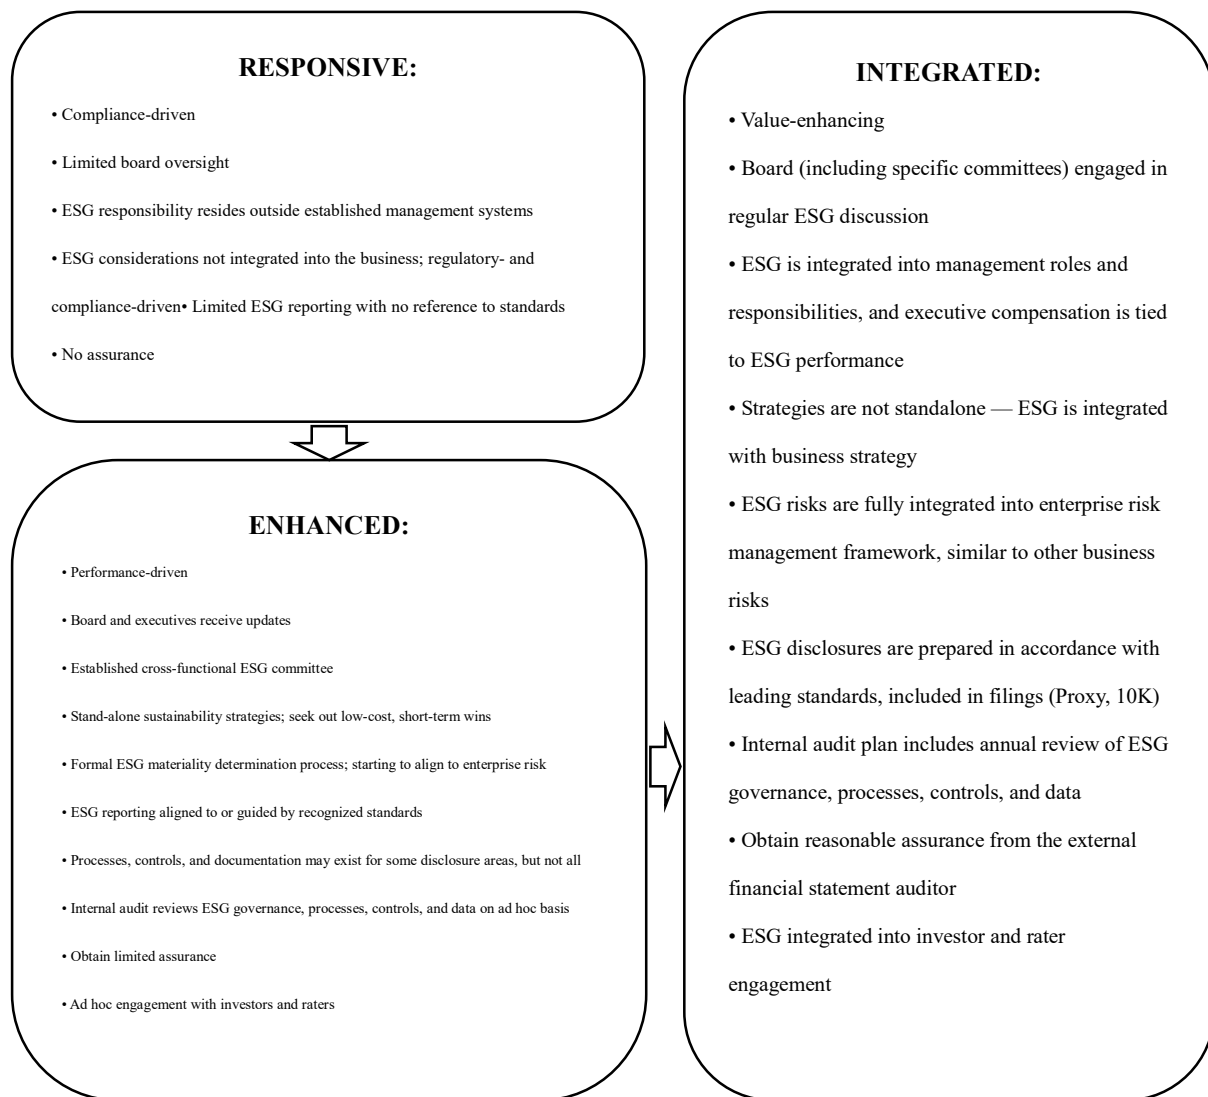 RESPONSIVE:
• Compliance-driven
• Limited board oversight
• ESG responsibility resides outside established management systems
• ESG considerations not integrated into the business; regulatory- and
compliance-driven• Limited ESG reporting with no reference to standards
• No assurance
ENHANCED:
• Performance-driven
• Board and executives receive updates
• Established cross-functional ESG committee
• Stand-alone sustainability strategies; seek out low-cost, short-term wins
• Formal ESG materiality determination process; starting to align to enterprise risk
• ESG reporting aligned to or guided by recognized standards
• Processes, controls, and documentation may exist for some disclosure areas, but not all
• Internal audit reviews ESG governance, processes, controls, and data on ad hoc basis
• Obtain limited assurance
• Ad hoc engagement with investors and raters
INTEGRATED:
• Value-enhancing
• Board (including specific committees) engaged in
regular ESG discussion
• ESG is integrated into management roles and
responsibilities, and executive compensation is tied
to ESG performance
• Strategies are not standalone — ESG is integrated
with business strategy
• ESG risks are fully integrated into enterprise risk
management framework, similar to other business
risks
• ESG disclosures are prepared in accordance with
leading standards, included in filings (Proxy, 10K)
• Internal audit plan includes annual review of ESG
governance, processes, controls, and data
• Obtain reasonable assurance from the external
financial statement auditor
• ESG integrated into investor and rater
engagement